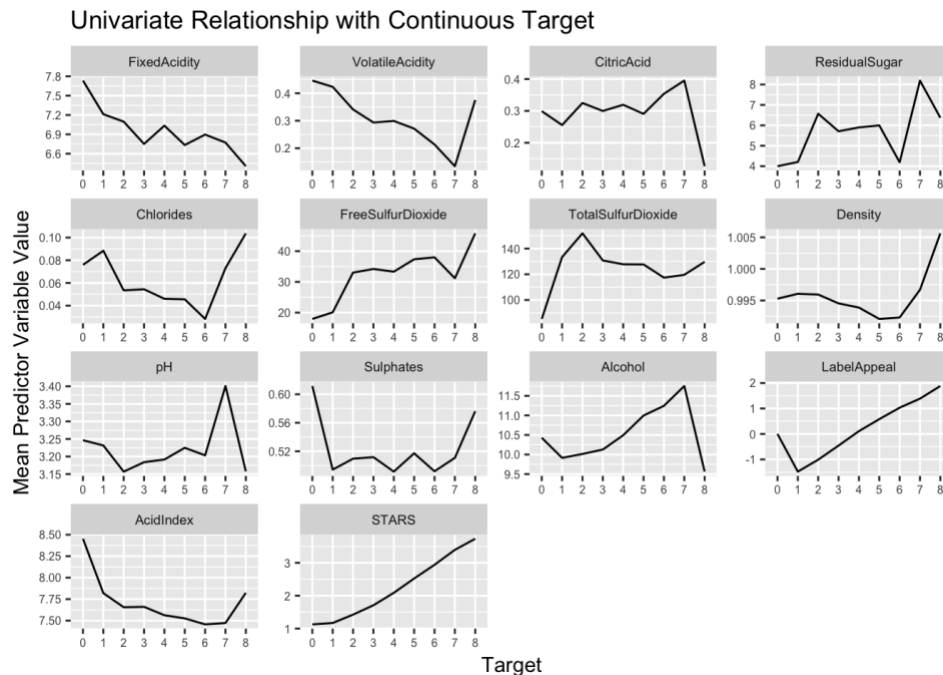 Univariate Relationship with Continuous Target
Mean Predictor Variable Value
FixedAcidity
7.8
7.5
7.2
6.9
6.6
0 1 2 3 4 5 6 7 8
VolatileAcidity
0.4
0.3
0.2
0 1 2 3 4 5 6 7 8
CitricAcid
0.4
0.3
0.2
0 1 2 3 4 5 6 7 8
ResidualSugar
8
7
6
5
4
0 1 2 3 4 5 6 7 8
Chlorides
0.10
0.08
0.06
0.04
0 1 2 3 4 5 6 7 8
FreeSulfurDioxide
40
30
20
0 1 2 3 4 5 6 7 8
TotalSulfurDioxide
140
120
100
0 1 2 3 4 5 6 7 8
Density
1.005
1.000
0.995
0 1 2 3 4 5 6 7 8
pH
3.40
3.35
3.30
3.25
3.20
3.15
0 1 2 3 4 5 6 7 8
Sulphates
0.60
0.56
0.52
0 1 2 3 4 5 6 7 8
Alcohol
11.5
11.0
10.5
10.0
9.5
0 1 2 3 4 5 6 7 8
LabelAppeal
2
1
0
-1
0 1 2 3 4 5 6 7 8
AcidIndex
8.50
8.25
8.00
7.75
7.50
0 1 2 3 4 5 6 7 8
STARS
3
2
1
0 1 2 3 4 5 6 7 8
Target